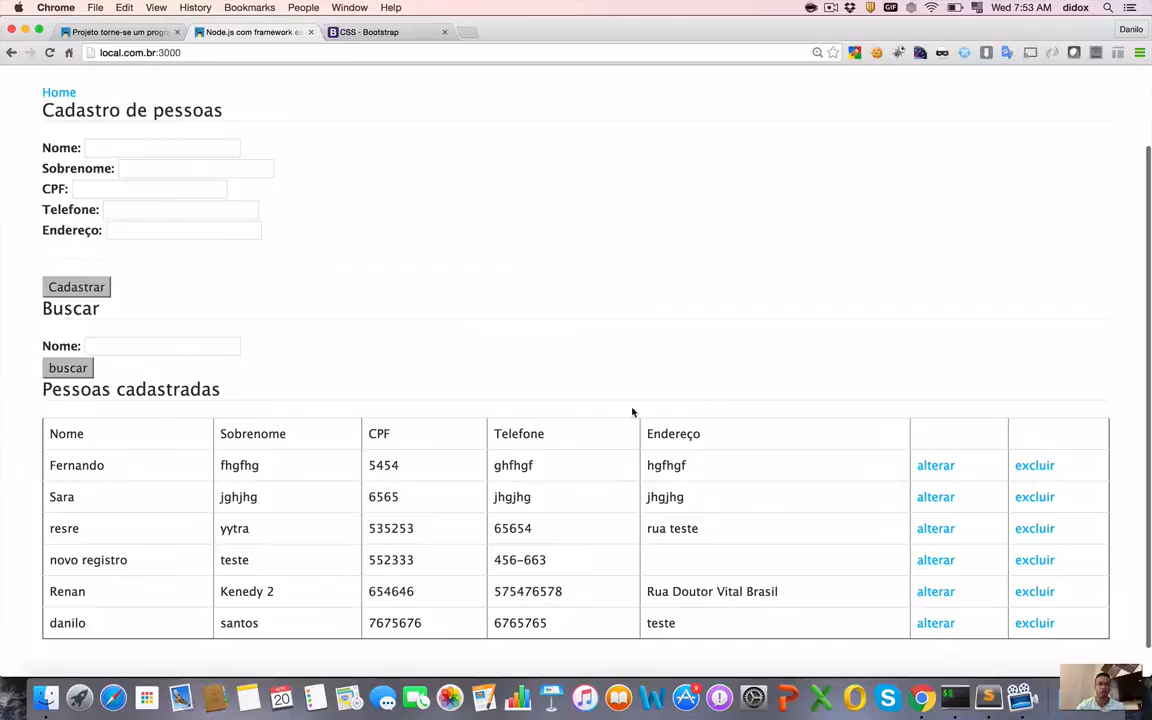 Chrome File Edit View History Bookmarks People Window Help GIF Wed 7:53 AM didox
Projeto torne-se um progr Node.js com framework e CSS · Bootstrap Danilo
local.com.br:3000
Home
Cadastro de pessoas
Nome:
Sobrenome:
CPF:
Telefone:
Endereço:
Cadastrar
Buscar
Nome:
buscar
Pessoas cadastradas
Nome Sobrenome CPF Telefone Endereço
Fernando fhgfhg 5454 ghfhgf hgfhgf alterar excluir
Sara jghjhg 6565 jhgjhg jhgjhg alterar excluir
resre yytra 535253 65654 rua teste alterar excluir
novo registro teste 552333 456-663 alterar excluir
Renan Kenedy 2 654646 575476578 Rua Doutor Vital Brasil alterar excluir
danilo santos 7675676 6765765 teste alterar excluir
20